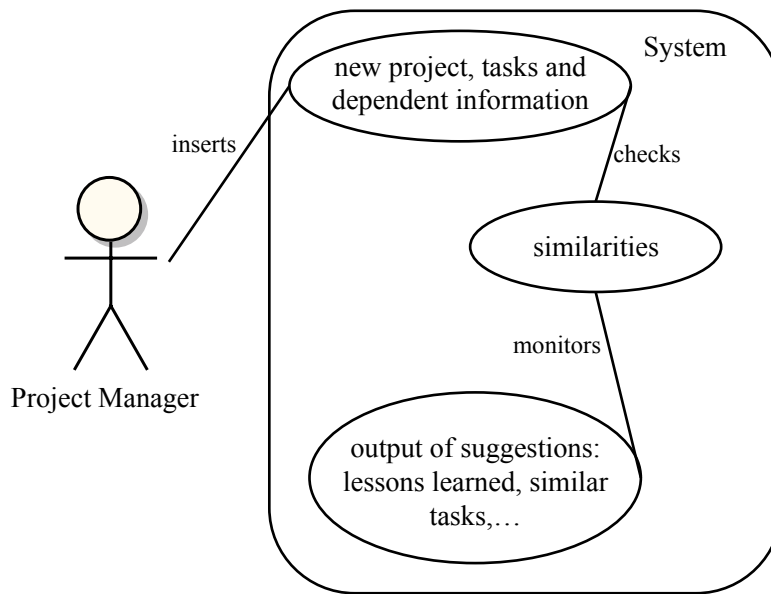 System
new project, tasks and
dependent information
inserts
checks
similarities
monitors
Project Manager
output of suggestions:
lessons learned, similar
tasks,…